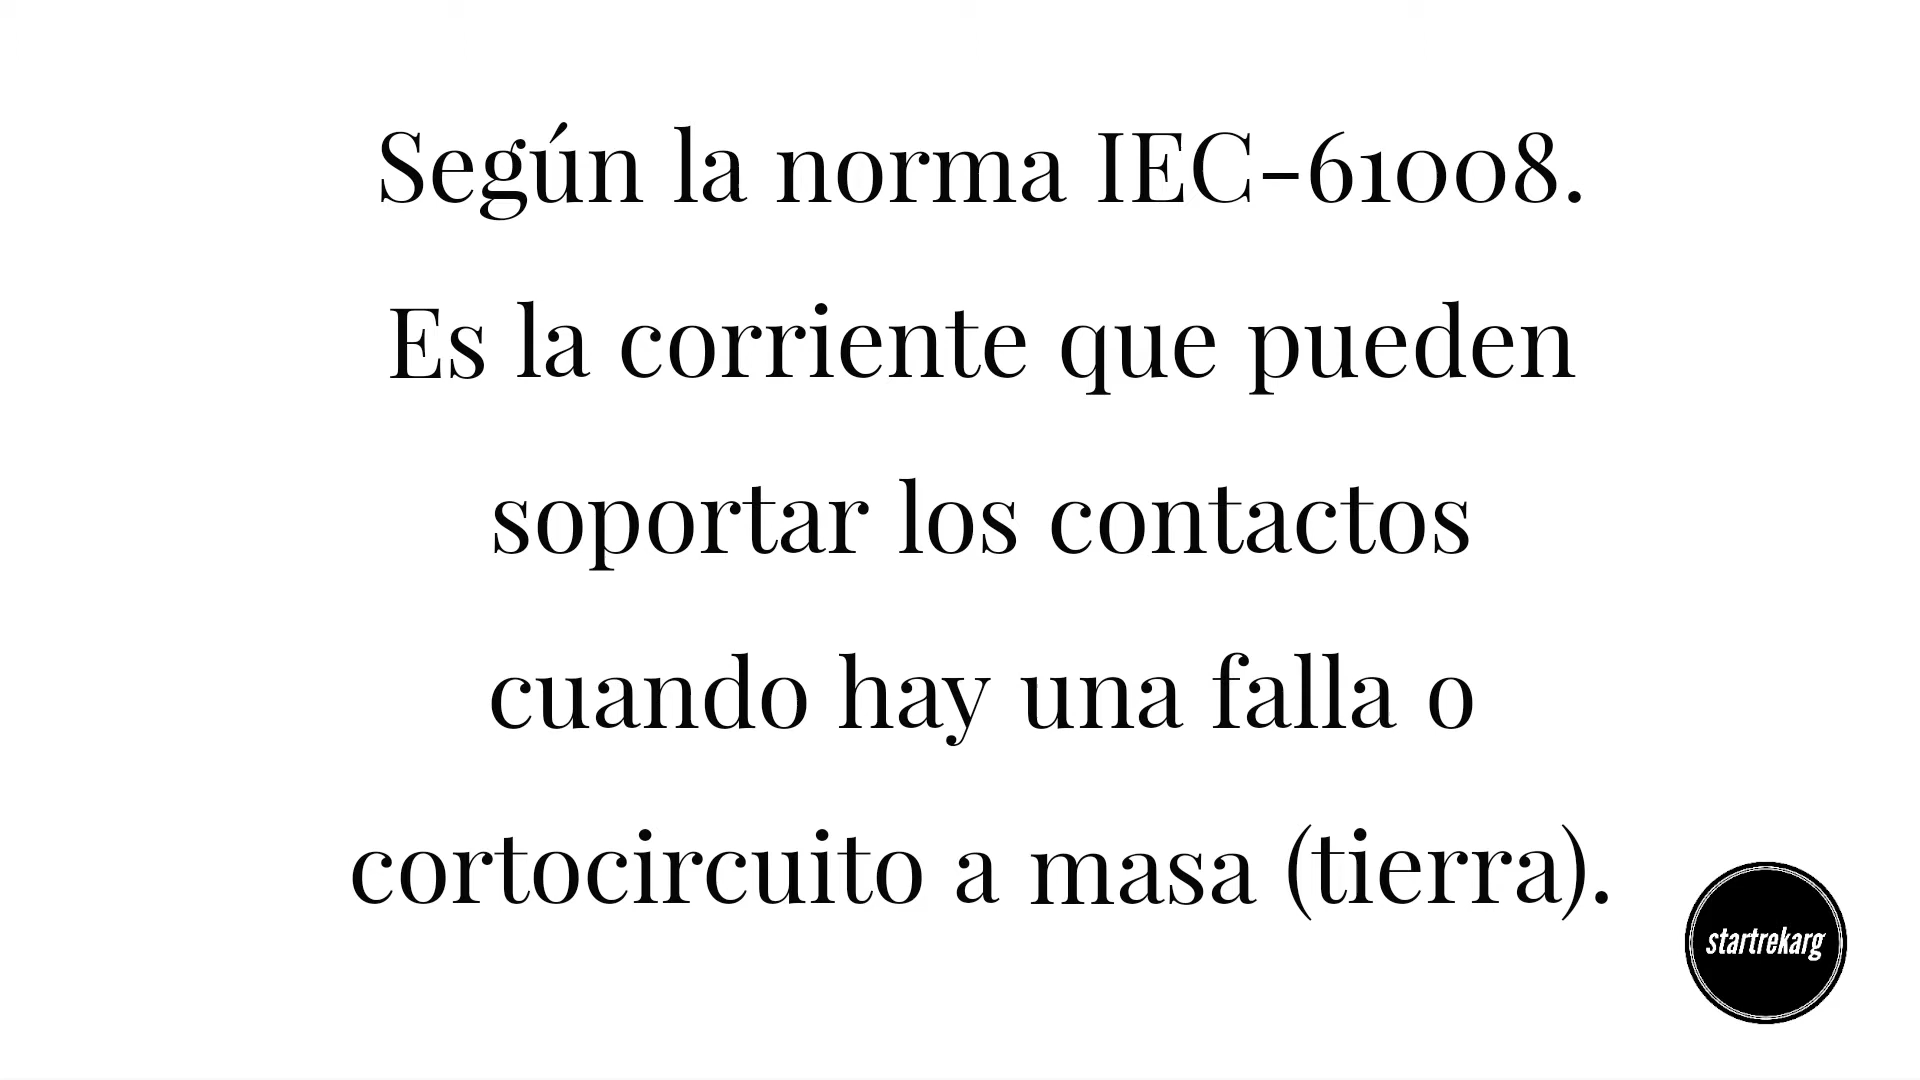 Según la norma IEC-61008.
Es la corriente que pueden
soportar los contactos
cuando hay una falla o
cortocircuito a masa (tierra).
startrekarg